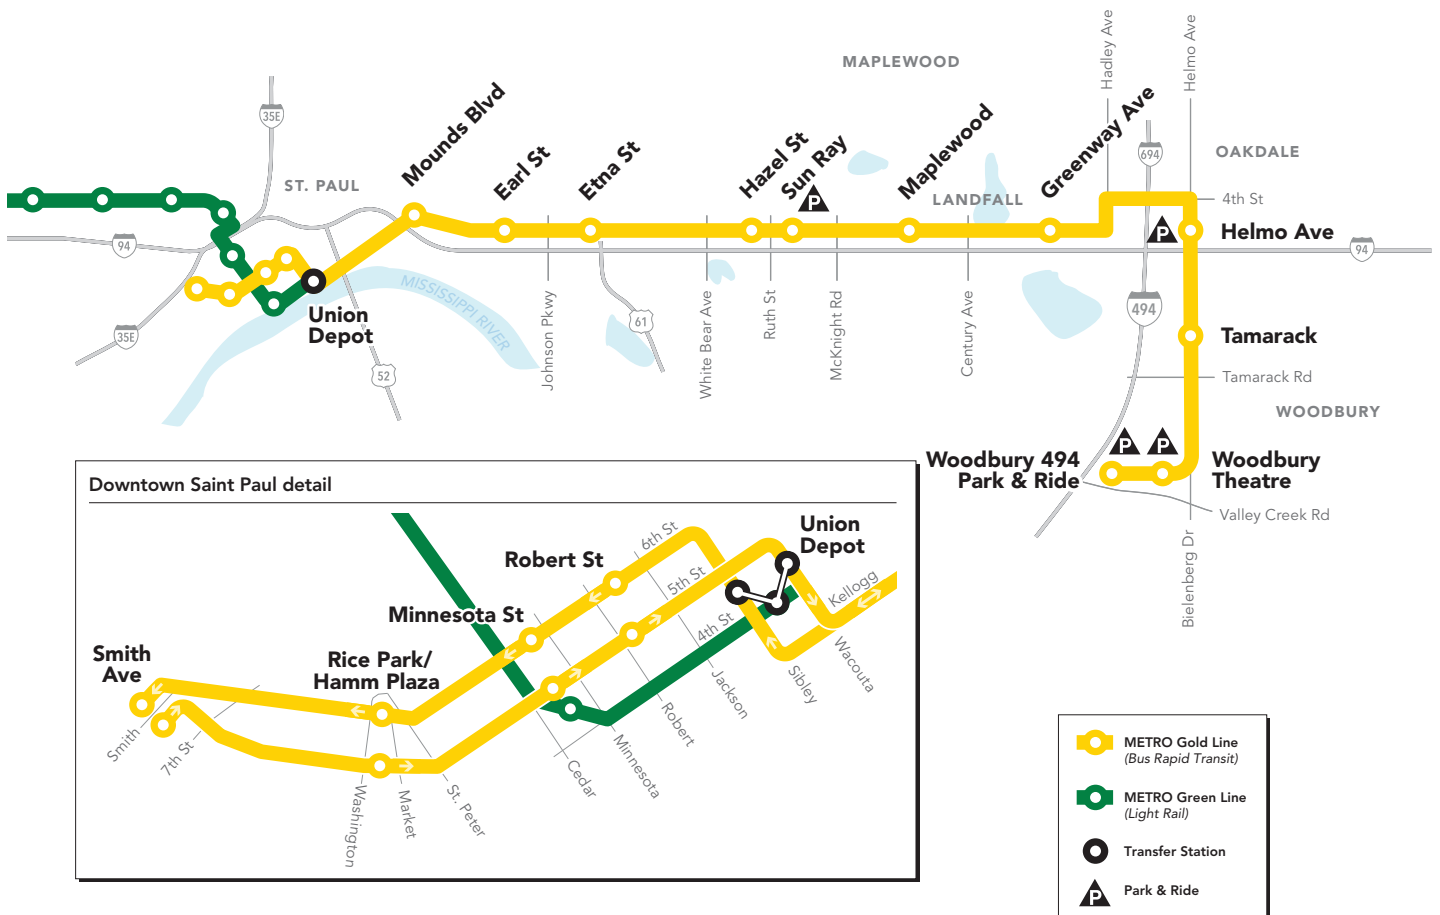 MAPLEWOOD
Hadley Ave
Helmo Ave
35E
Mounds Blvd
Earl St
Etna St
Hazel St
Sun Ray
P
Maplewood
Greenway Ave
694
OAKDALE
ST. PAUL
LANDFALL
4th St
94
P
Helmo Ave
94
MISSISSIPPI RIVER
Union
Depot
35E
52
61
Johnson Pkwy
White Bear Ave
Ruth St
McKnight Rd
Century Ave
494
Tamarack
Tamarack Rd
WOODBURY
P
P
Woodbury 494
Park & Ride
Woodbury
Theatre
Valley Creek Rd
Bielenberg Dr
Downtown Saint Paul detail
Union
Depot
6th St
Robert St
5th St
Kellogg
Minnesota St
4th St
Smith
Ave
Rice Park/
Hamm Plaza
Wacouta
Sibley
Jackson
Robert
Minnesota
Cedar
Smith
7th St
St. Peter
Market
Washington
METRO Gold Line
(Bus Rapid Transit)
METRO Green Line
(Light Rail)
Transfer Station
P
Park & Ride